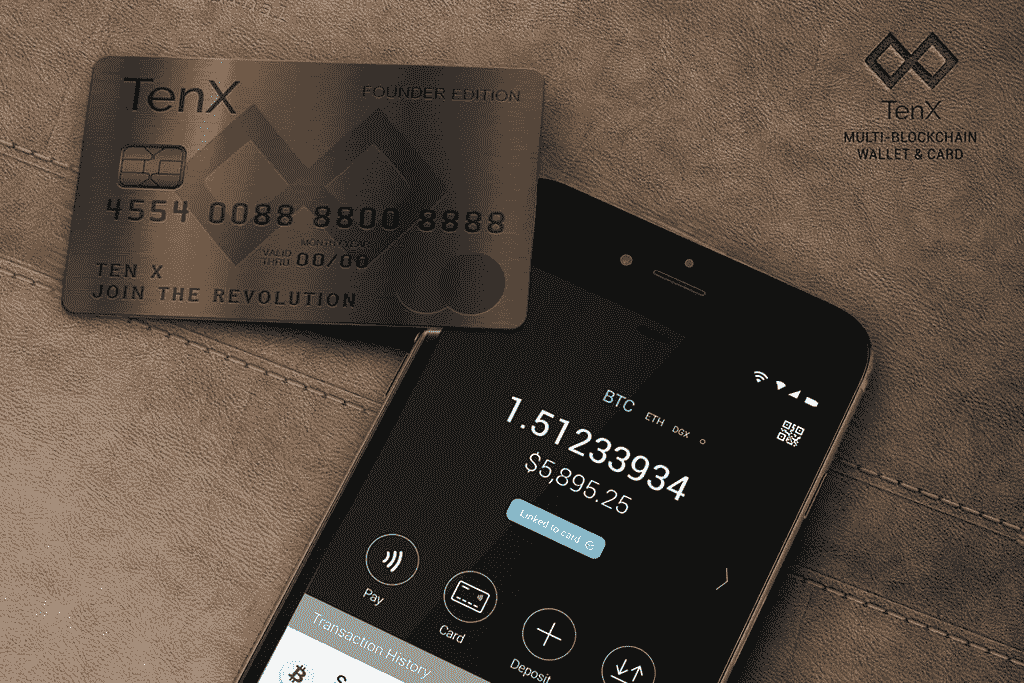 TenX
FOUNDER EDITION
4554 0088 8800 8888
MONTH/YEAR
VALID THRU 00/00
TEN X
JOIN THE REVOLUTION
TenX
MULTI-BLOCKCHAIN
WALLET & CARD
BTC ETH DGX
1.51233934
$5,895.25
Linked to card
Pay
Card
Deposit
Transaction History